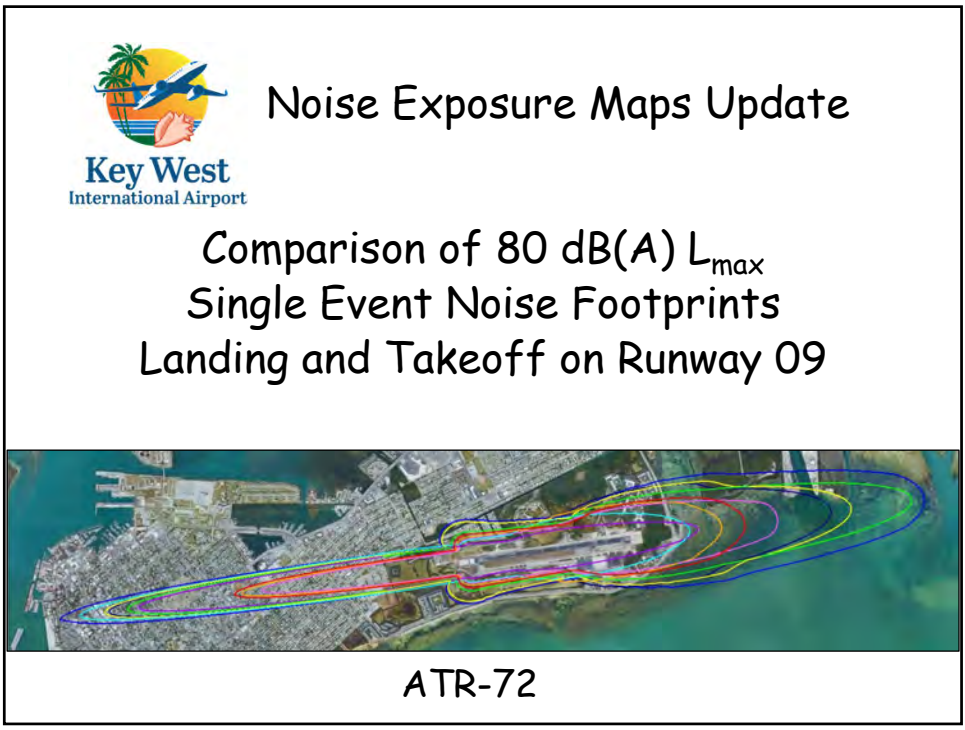 Key West
International Airport
Noise Exposure Maps Update
Comparison of 80 dB(A) Lmax
Single Event Noise Footprints
Landing and Takeoff on Runway 09
ATR-72